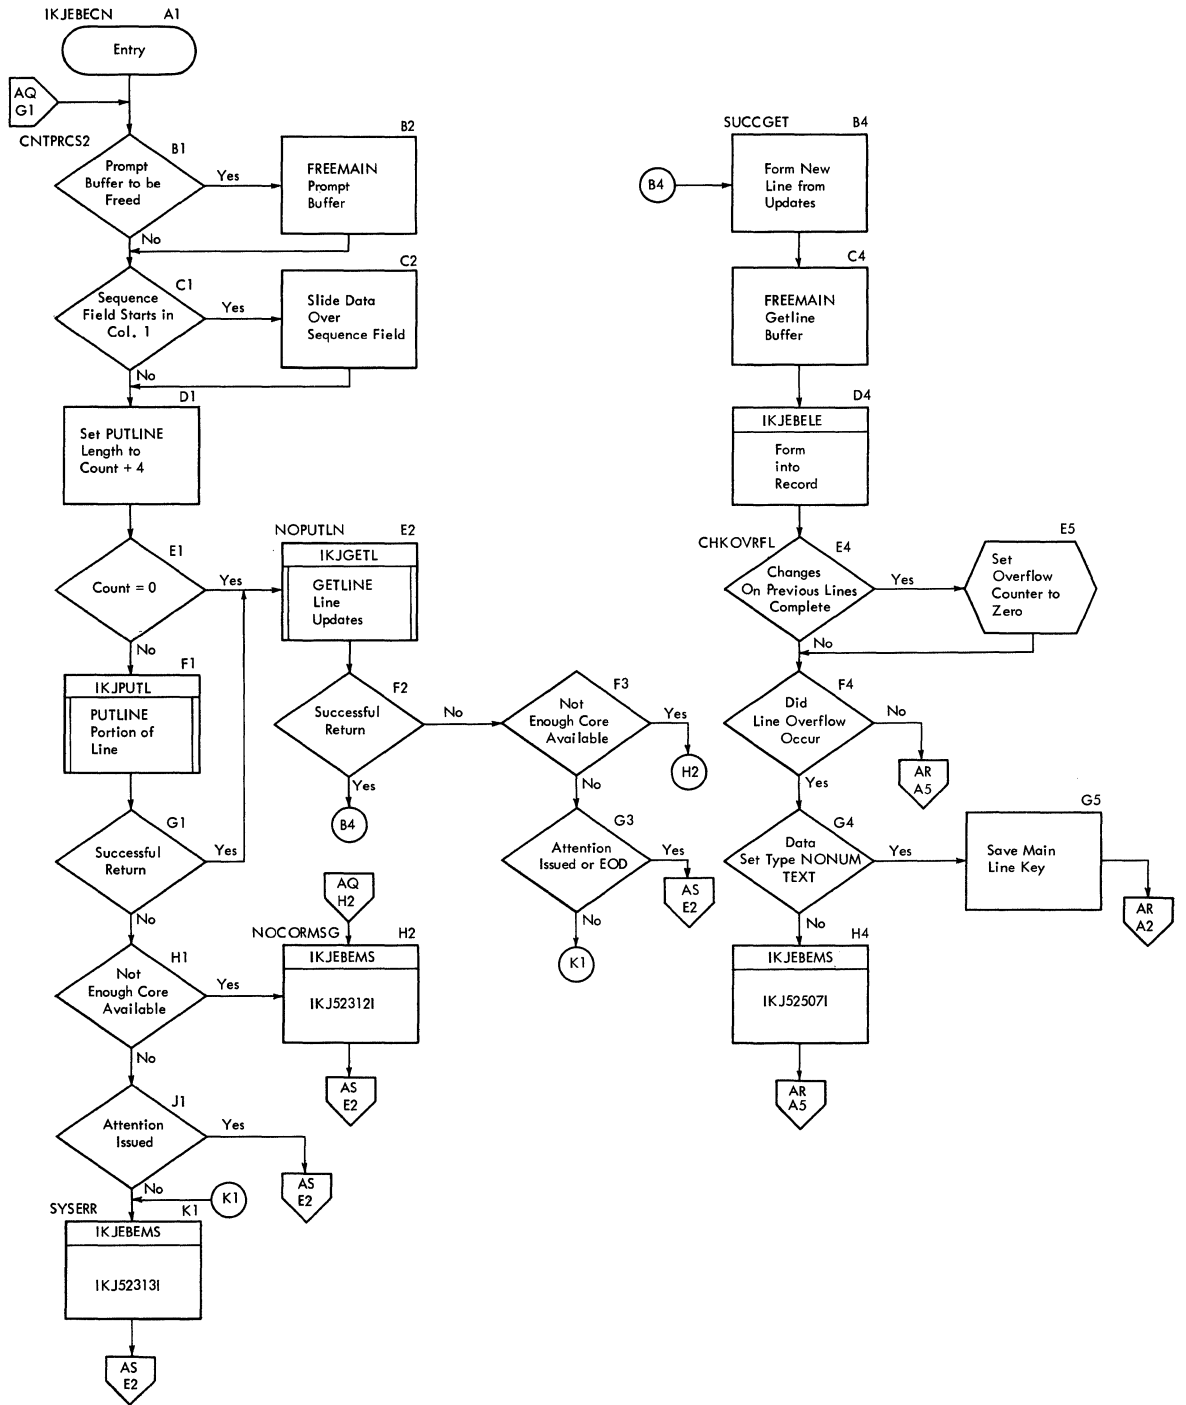 IKJEBECN
A1
Entry
AQ
G1
CNTPRCS2
B1
Prompt
Buffer to be
Freed
Yes
No
B2
FREEMAIN
Prompt
Buffer
C1
Sequence
Field Starts in
Col. 1
Yes
No
C2
Slide Data
Over
Sequence Field
D1
Set PUTLINE
Length to
Count + 4
E1
Count = 0
Yes
No
F1
IKJPUTL
PUTLINE
Portion of
Line
G1
Successful
Return
Yes
No
H1
Not
Enough Core
Available
Yes
No
J1
Attention
Issued
Yes
No
AS
E2
K1
SYSERR
K1
IKJEBEMS
IKJ52313I
AS
E2
NOPUTLN
E2
IKJGETL
GETLINE
Line
Updates
F2
Successful
Return
No
Yes
B4
AQ
H2
NOCORMSG
H2
IKJEBEMS
IKJ52312I
AS
E2
F3
Not
Enough Core
Available
Yes
H2
No
G3
Attention
Issued or EOD
Yes
AS
E2
No
K1
SUCCGET
B4
B4
Form New
Line from
Updates
C4
FREEMAIN
Getline
Buffer
D4
IKJEBELE
Form
into
Record
CHKOVRFL
E4
Changes
On Previous Lines
Complete
Yes
No
E5
Set
Overflow
Counter to
Zero
F4
Did
Line Overflow
Occur
No
AR
A5
Yes
G4
Data
Set Type NONUM
TEXT
Yes
No
G5
Save Main
Line Key
AR
A2
H4
IKJEBEMS
IKJ52507I
AR
A5